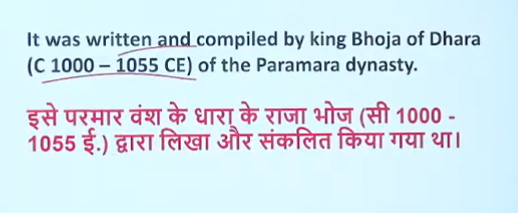 It was written and compiled by king Bhoja of Dhara
(C 1000 – 1055 CE) of the Paramara dynasty.
इसे परमार वंश के धारा के राजा भोज (सी 1000 -
1055 ई.) द्वारा लिखा और संकलित किया गया था।